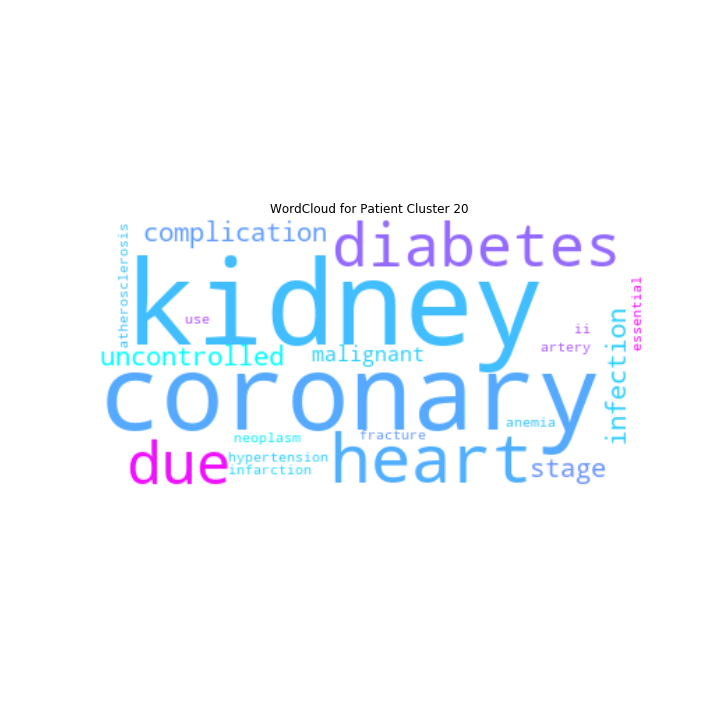 WordCloud for Patient Cluster 20
complication
diabetes
atherosclerosis
kidney
use
essential
ii
artery
infection
uncontrolled
malignant
coronary
anemia
neoplasm
fracture
due
heart
hypertension
infarction
stage